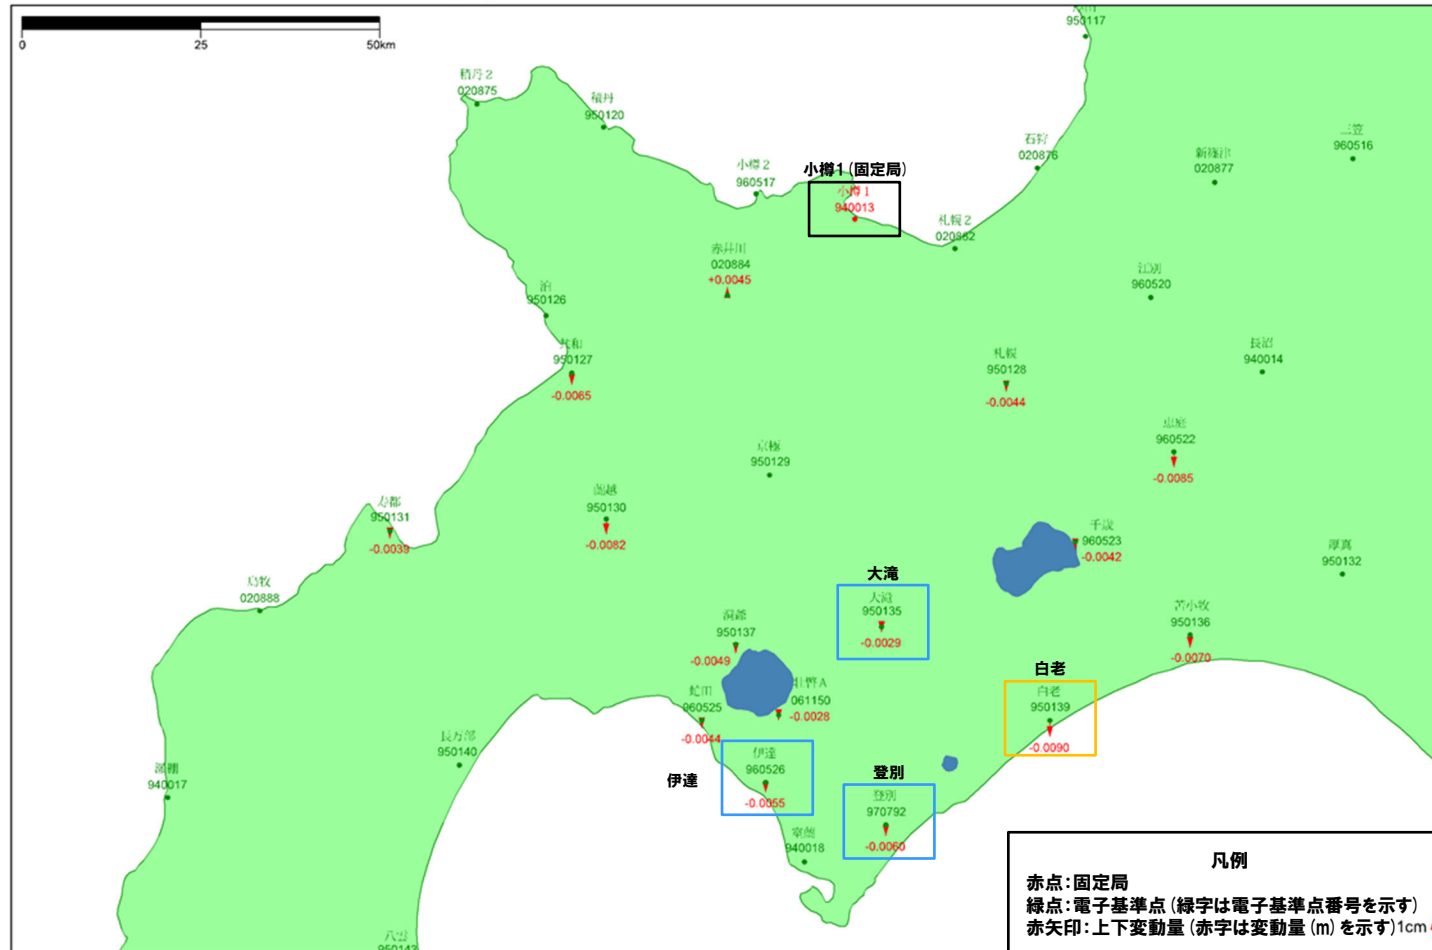 0
25
50km
950117
積丹2
020875
積丹
950120
三笠
960516
石狩
020876
新篠津
020877
小樽2
960517
小樽1(固定局)
小樽1
940013
札幌2
020882
赤井川
020884
+0.0045
江別
960520
泊
950126
共和
950127
-0.0065
札幌
950128
-0.0044
長沼
940014
恵庭
960522
-0.0085
京極
950129
蘭越
950130
-0.0082
寿都
950131
-0.0039
千歳
960523
-0.0042
厚真
950132
島牧
020888
大滝
大滝
950135
-0.0029
苫小牧
950136
-0.0070
洞爺
950137
-0.0049
白老
白老
950139
-0.0090
壮瞥A
061150
-0.0028
虻田
960525
-0.0044
長万部
950140
伊達
伊達
960526
-0.0055
登別
登別
970792
-0.0060
940017
室蘭
940018
八雲
950143
凡例
赤点:固定局
緑点:電子基準点(緑字は電子基準点番号を示す)
赤矢印:上下変動量(赤字は変動量(m)を示す)1cm